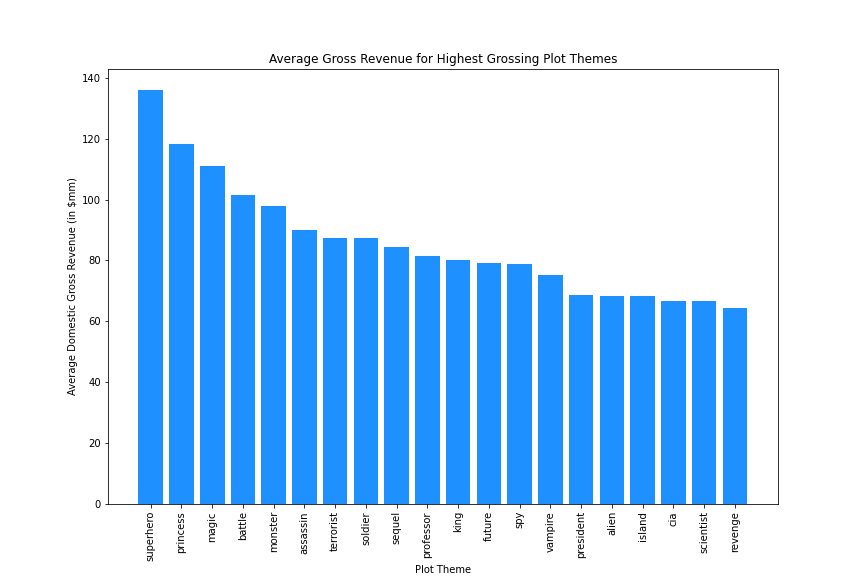 Average Gross Revenue for Highest Grossing Plot Themes
Average Domestic Gross Revenue (in $mm)
140
120
100
80
60
40
20
0
superhero
princess
magic
battle
monster
assassin
terrorist
soldier
sequel
professor
king
future
spy
vampire
president
alien
island
cia
scientist
revenge
Plot Theme